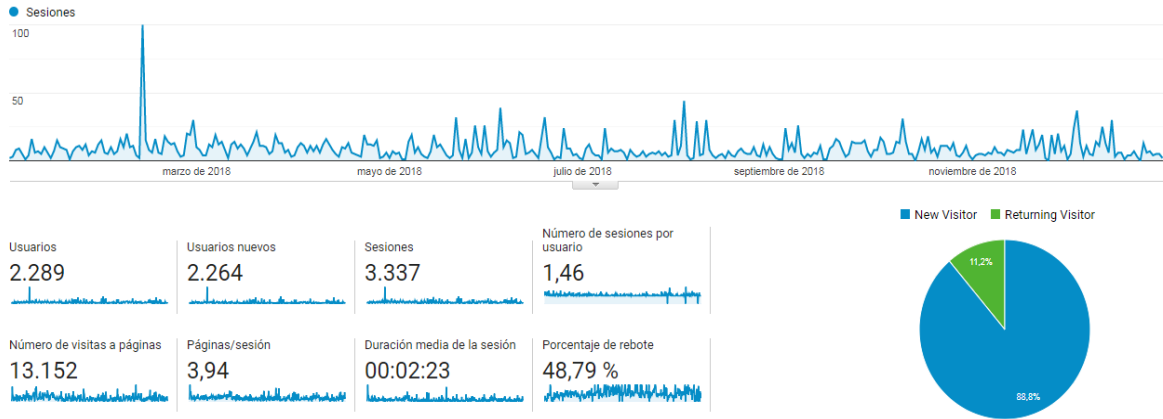 Sesiones
100
50
marzo de 2018
mayo de 2018
julio de 2018
septiembre de 2018
noviembre de 2018
New Visitor
Returning Visitor
Usuarios
2.289
Usuarios nuevos
2.264
Sesiones
3.337
Número de sesiones por
usuario
1,46
Número de visitas a páginas
13.152
Páginas/sesión
3,94
Duración media de la sesión
00:02:23
Porcentaje de rebote
48,79 %
11,2%
88,8%